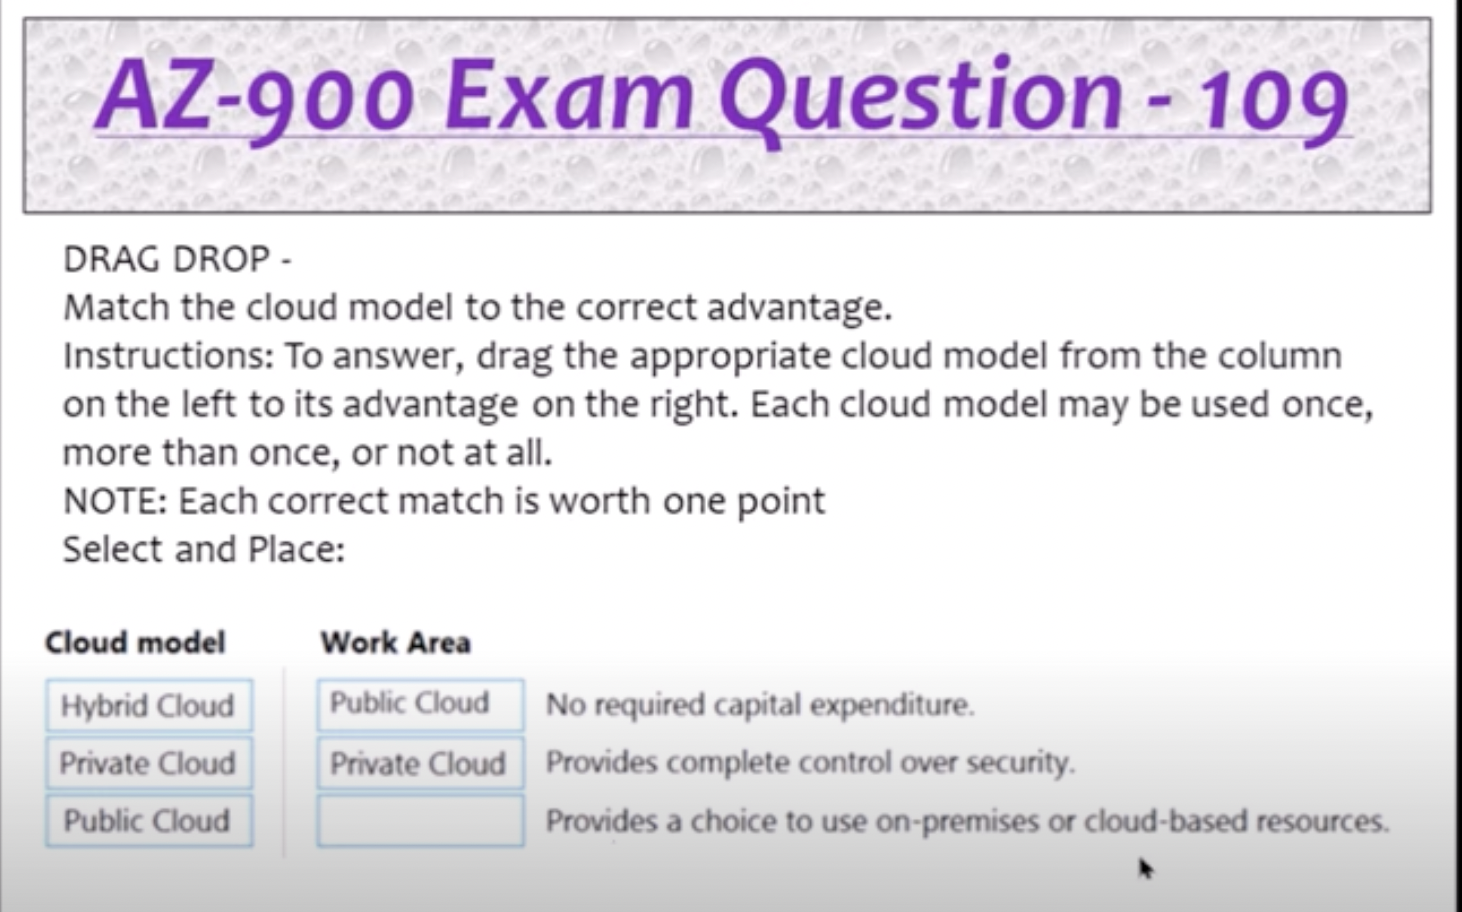 AZ-900 Exam Question - 109
DRAG DROP -
Match the cloud model to the correct advantage.
Instructions: To answer, drag the appropriate cloud model from the column
on the left to its advantage on the right. Each cloud model may be used once,
more than once, or not at all.
NOTE: Each correct match is worth one point
Select and Place:
Cloud model Work Area
Hybrid Cloud Public Cloud No required capital expenditure.
Private Cloud Private Cloud Provides complete control over security.
Public Cloud Provides a choice to use on-premises or cloud-based resources.